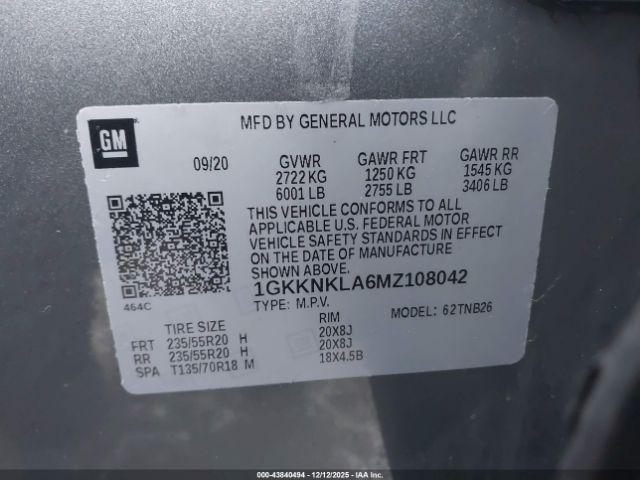 GM
MFD BY GENERAL MOTORS LLC
09/20 GVWR GAWR FRT GAWR RR
2722 KG 1250 KG 1545 KG
6001 LB 2755 LB 3406 LB
THIS VEHICLE CONFORMS TO ALL
APPLICABLE U.S. FEDERAL MOTOR
VEHICLE SAFETY STANDARDS IN EFFECT
ON THE DATE OF MANUFACTURE
SHOWN ABOVE.
1GKKNKLA6MZ108042
464C TYPE: M.P.V. MODEL: 62TNB26
TIRE SIZE RIM
FRT 235/55R20 H 20X8J
RR 235/55R20 H 20X8J
SPA T135/70R18 M 18X4.5B
000-43840494 - 12/12/2025 - IAAI.COM